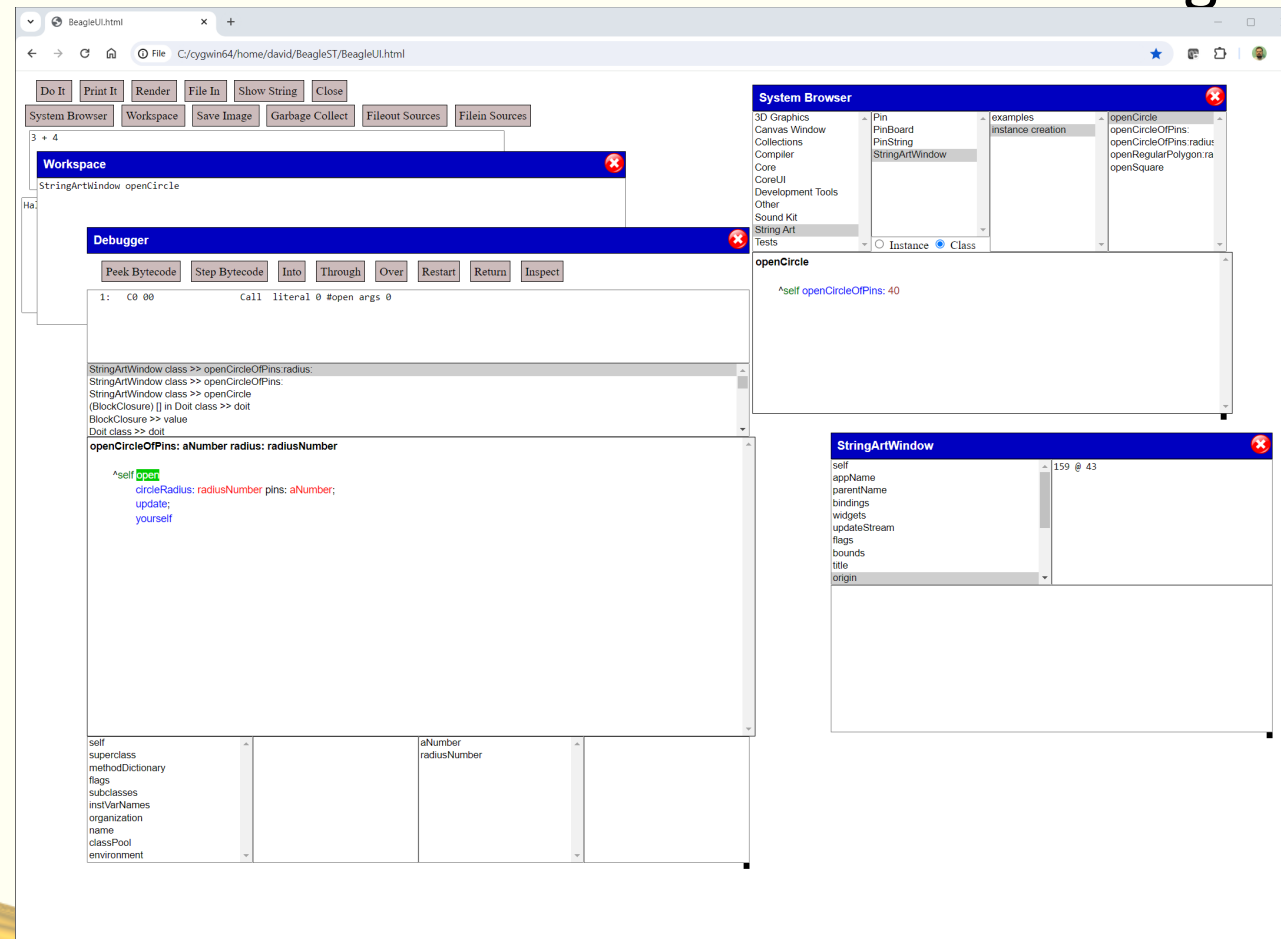 g
BeagleUI.html
File C:/cygwin64/home/david/BeagleST/BeagleUI.html
Do It Print It Render File In Show String Close
System Browser Workspace Save Image Garbage Collect Fileout Sources Filein Sources
3 + 4
Workspace
StringArtWindow openCircle
Debugger
Peek Bytecode Step Bytecode Into Through Over Restart Return Inspect
1: C0 00 Call literal 0 #open args 0
StringArtWindow class >> openCircleOfPins:radius:
StringArtWindow class >> openCircleOfPins:
StringArtWindow class >> openCircle
(BlockClosure) [] in Doit class >> doit
BlockClosure >> value
Doit class >> doit
openCircleOfPins: aNumber radius: radiusNumber
^self open
circleRadius: radiusNumber pins: aNumber;
update;
yourself
self
superclass
methodDictionary
flags
subclasses
instVarNames
organization
name
classPool
environment
aNumber
radiusNumber
System Browser
3D Graphics
Canvas Window
Collections
Compiler
Core
CoreUI
Development Tools
Other
Sound Kit
String Art
Tests
Pin
PinBoard
PinString
StringArtWindow
Instance Class
examples
instance creation
openCircle
openCircleOfPins:
openCircleOfPins:radius
openRegularPolygon:ra
openSquare
openCircle
^self openCircleOfPins: 40
StringArtWindow
self
appName
parentName
bindings
widgets
updateStream
flags
bounds
title
origin
159 @ 43